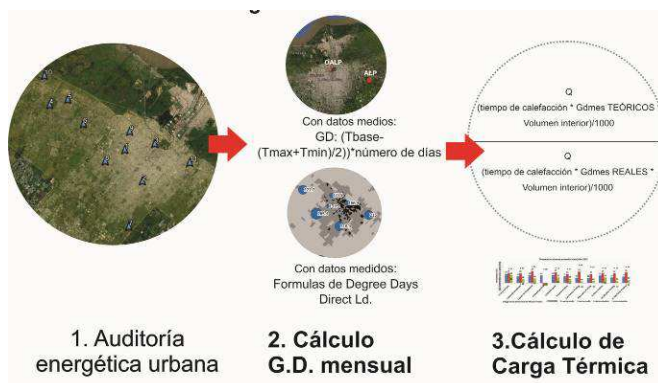 OALP
ALP
Con datos medios:
GD: (Tbase-
(Tmax+Tmin)/2))*número de días
Con datos medidos:
Formulas de Degree Days
Direct Ld.
Q
(tiempo de calefacción * Gdmes TEÓRICOS
Volumen interior)/1000
Q
(tiempo de calefacción * Gdmes REALES *
Volumen interior)/1000
1. Auditoría
energética urbana
2. Cálculo
G.D. mensual
3.Cálculo de
Carga Térmica